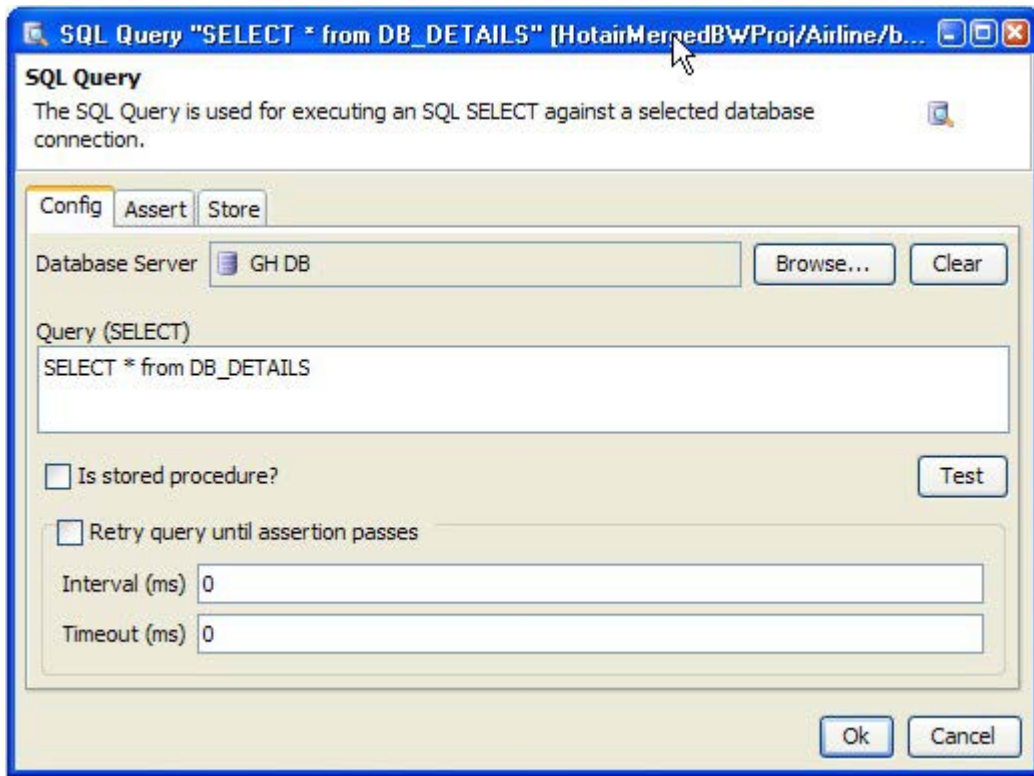 SQL Query "SELECT * from DB_DETAILS" [HotairMergedBWProj/Airline/b...
SQL Query
The SQL Query is used for executing an SQL SELECT against a selected database
connection.
Config Assert Store
Database Server GH DB Browse... Clear
Query (SELECT)
SELECT * from DB_DETAILS
Is stored procedure? Test
Retry query until assertion passes
Interval (ms) 0
Timeout (ms) 0
Ok Cancel